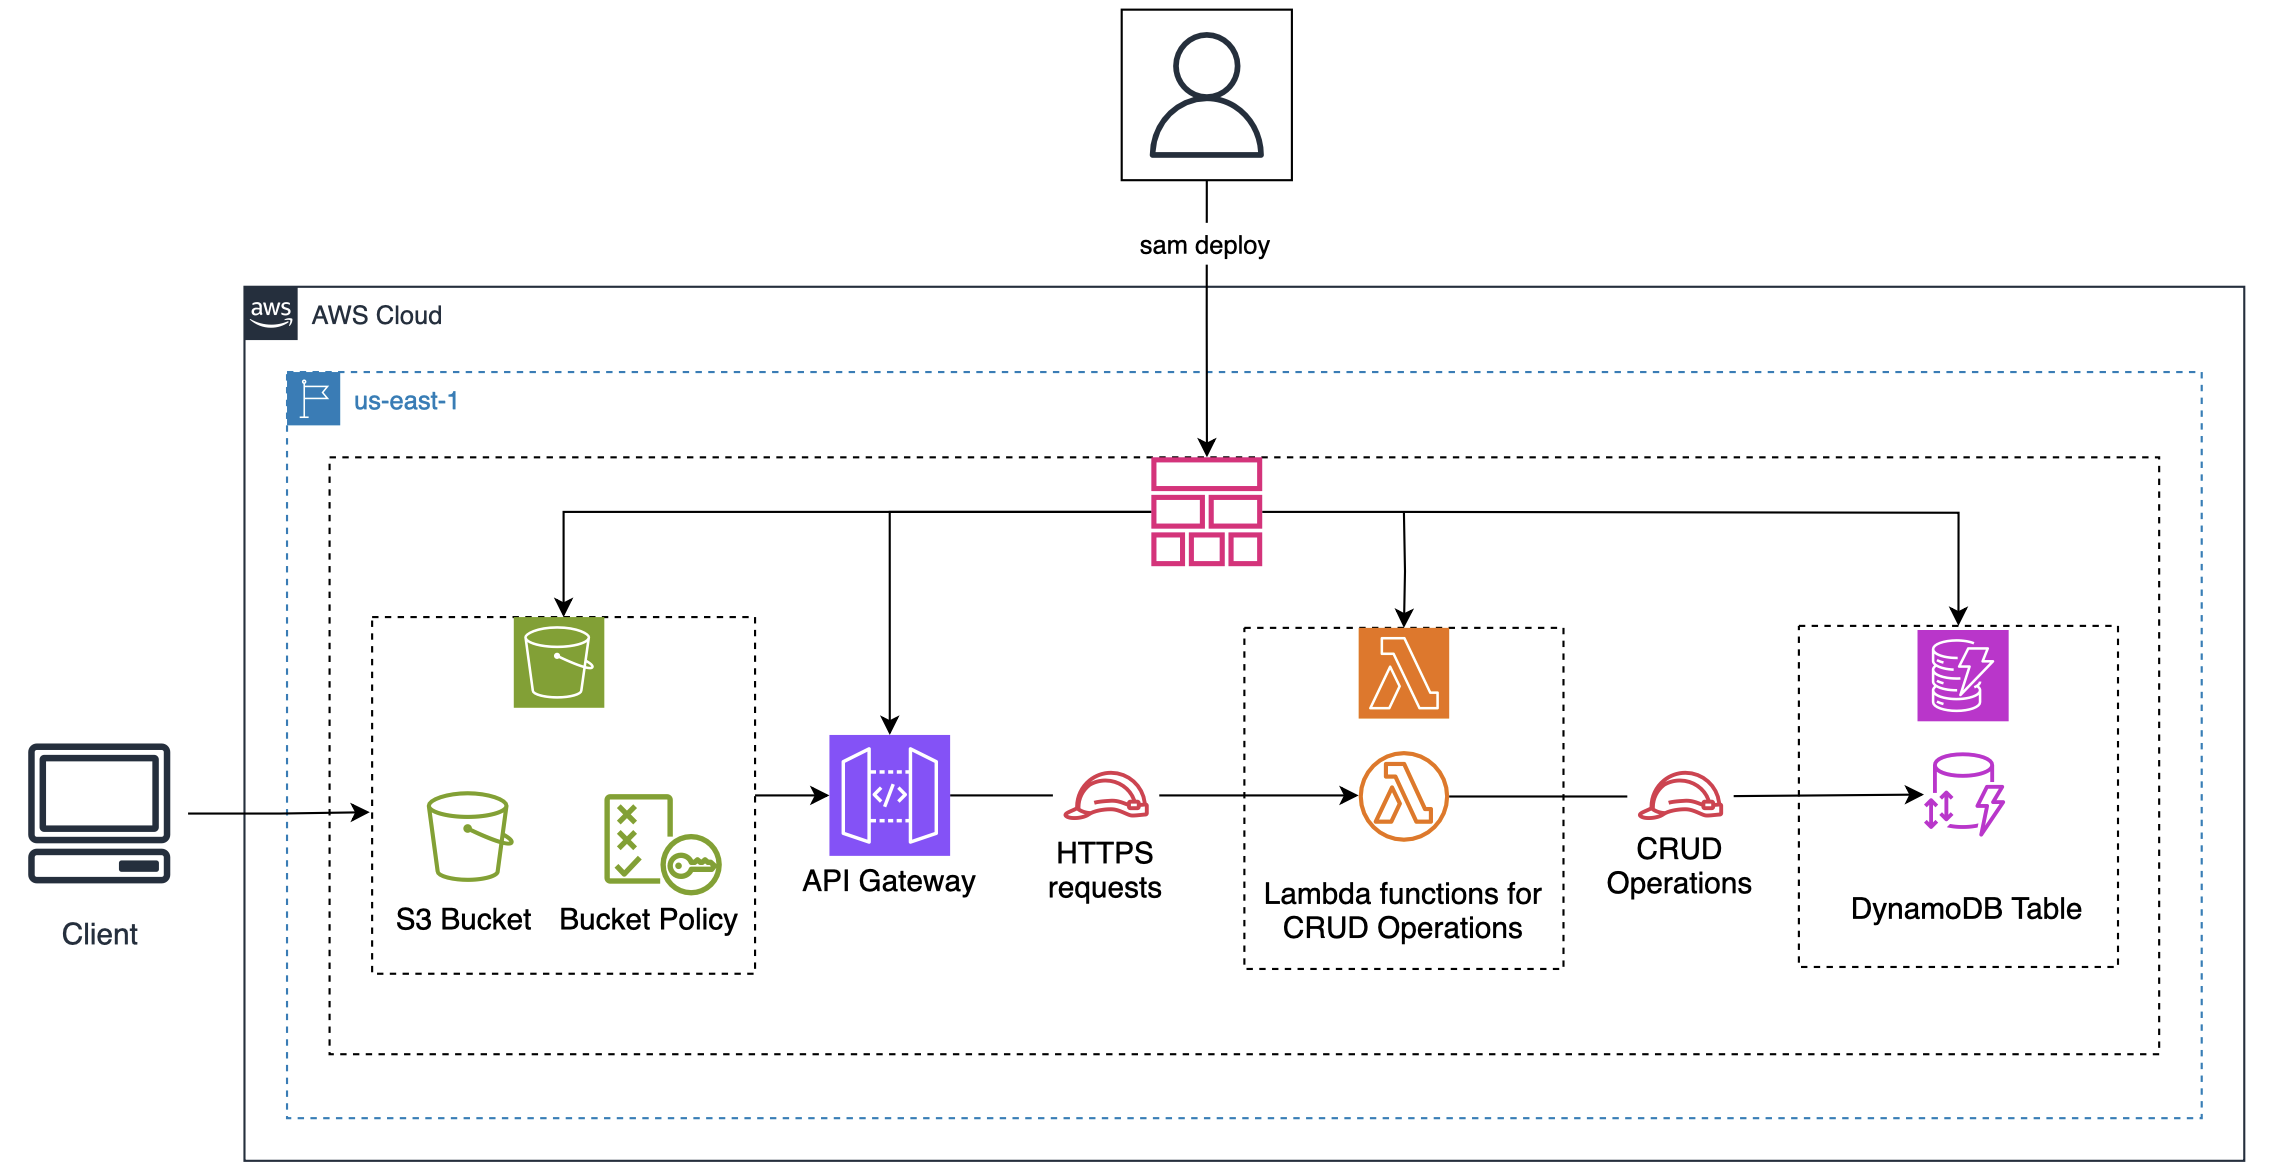 sam deploy
aws
AWS Cloud
us-east-1
</>
Client
S3 Bucket
Bucket Policy
API Gateway
HTTPS
requests
Lambda functions for
CRUD Operations
CRUD
Operations
DynamoDB Table